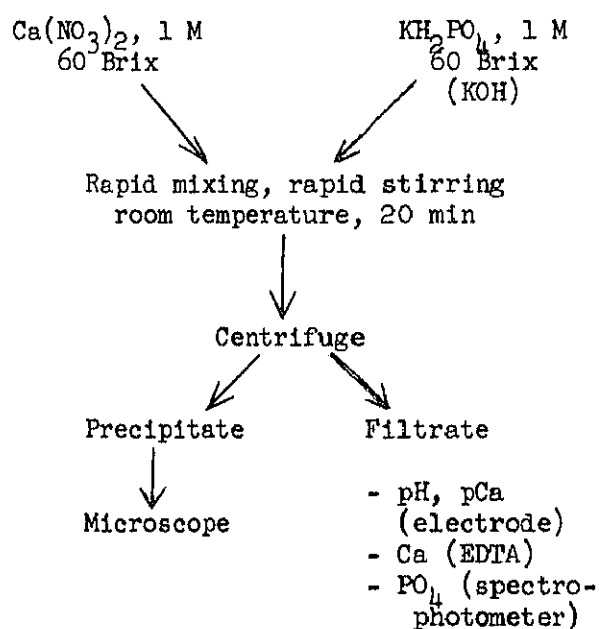 Ca(NO3)2, 1 M
60 Brix
KH2PO4, 1 M
60 Brix
(KOH)
Rapid mixing, rapid stirring
room temperature, 20 min
Centrifuge
Precipitate
Filtrate
Microscope
- pH, pCa
(electrode)
- Ca (EDTA)
- PO4 (spectro-
photometer)